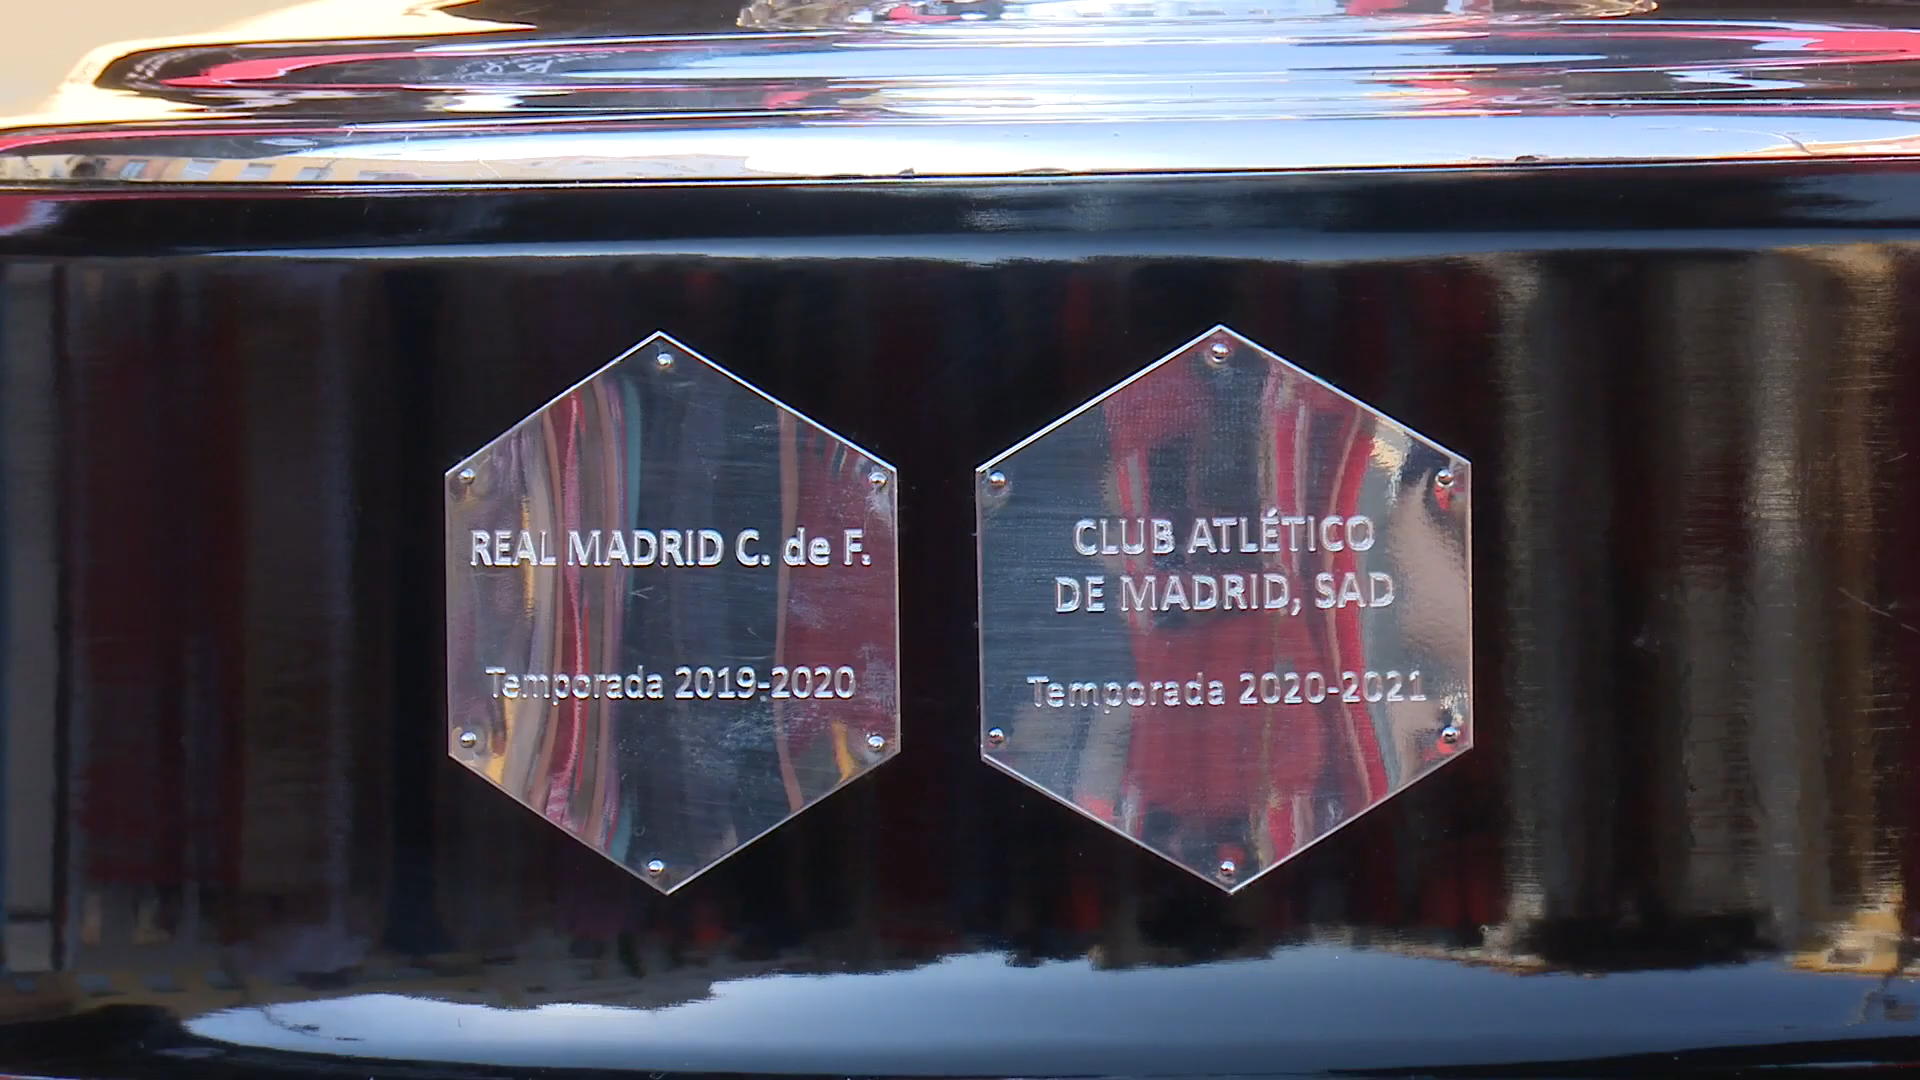 REAL MADRID C. de F.
Temporada 2019-2020
CLUB ATLÉTICO
DE MADRID, SAD
Temporada 2020-2021